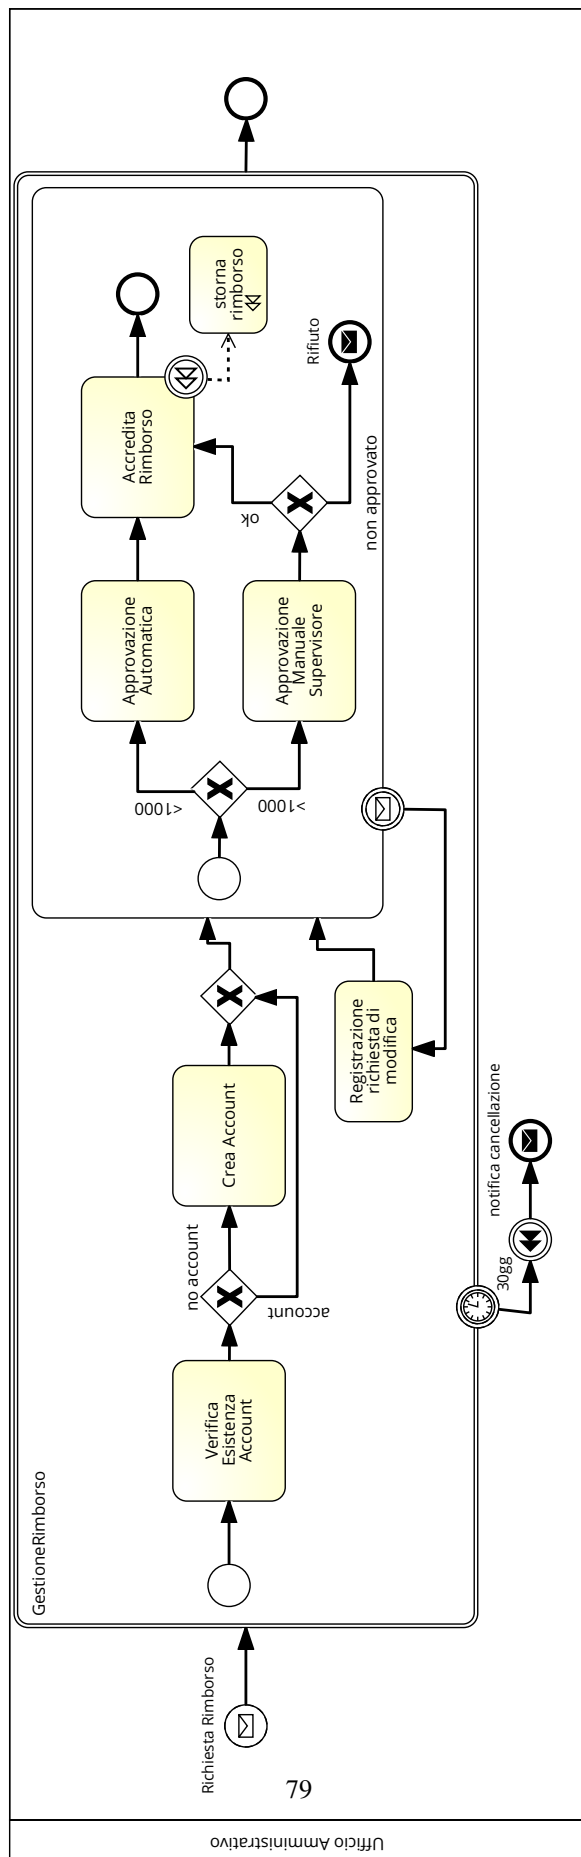 Ufficio Amministrativo
Richiesta Rimborso
GestioneRimborso
Verifica
Esistenza
Account
no account
account
Crea Account
Registrazione
richiesta di
modifica
30gg
notifica cancellazione
<1000
>1000
Approvazione
Automatica
Approvazione
Manuale
Supervisore
ok
non approvato
Accredita
Rimborso
storna
rimborso
Rifiuto
79